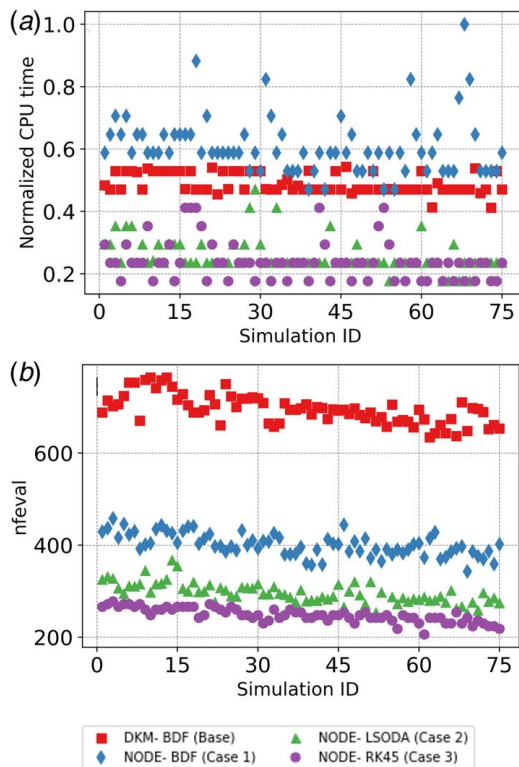 (a)
1.0
0.8
0.6
0.4
0.2
Normalized CPU time
0 15 30 45 60 75
Simulation ID
(b)
600
400
200
nfeval
0 15 30 45 60 75
Simulation ID
DKM- BDF (Base) NODE- LSODA (Case 2)
NODE- BDF (Case 1) NODE- RK45 (Case 3)